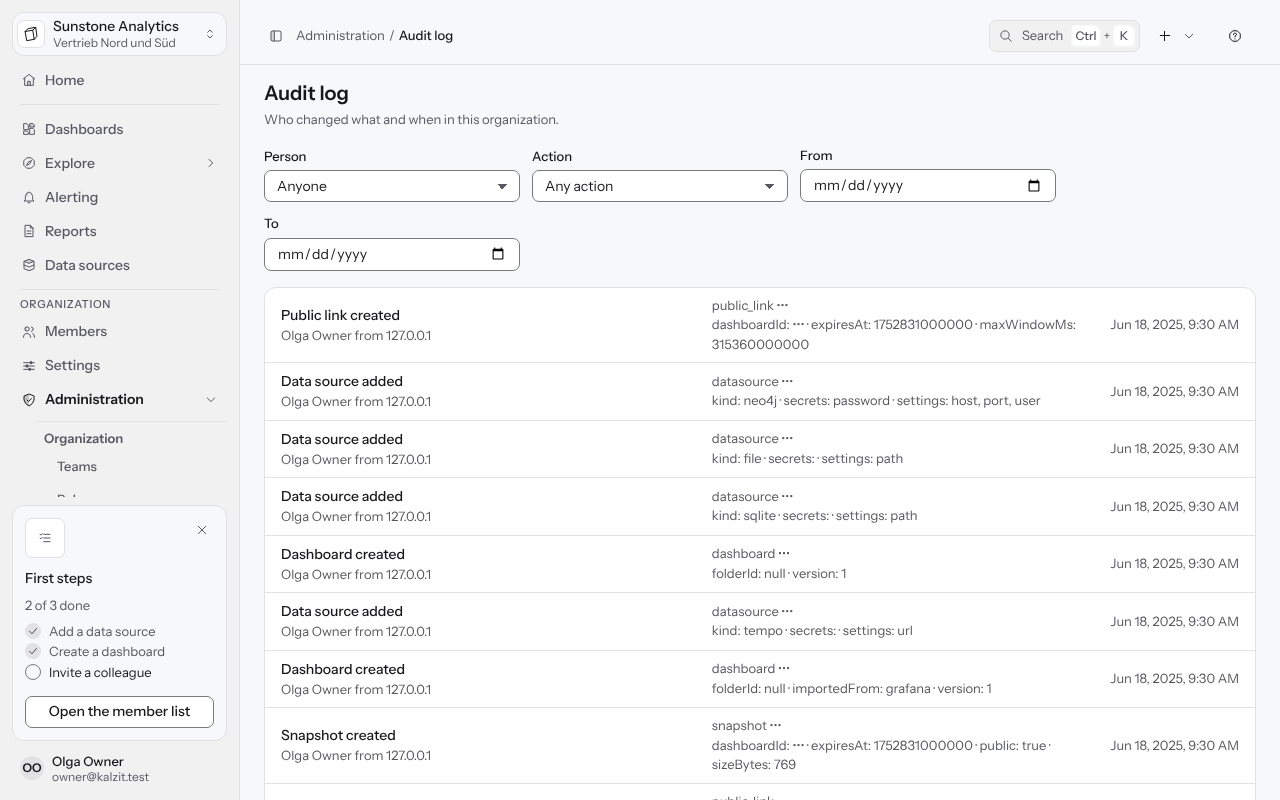 Sunstone Analytics
Vertrieb Nord und Süd
Home
Dashboards
Explore
Alerting
Reports
Data sources
ORGANIZATION
Members
Settings
Administration
Organization
Teams
First steps
2 of 3 done
Add a data source
Create a dashboard
Invite a colleague
Open the member list
OO
Olga Owner
owner@kalzit.test
Administration / Audit log
Search Ctrl + K
Audit log
Who changed what and when in this organization.
Person
Anyone
Action
Any action
From
mm/dd/yyyy
To
mm/dd/yyyy
Public link created
Olga Owner from 127.0.0.1
public_link ···
dashboardId: ··· · expiresAt: 1752831000000 · maxWindowMs:
315360000000
Jun 18, 2025, 9:30 AM
Data source added
Olga Owner from 127.0.0.1
datasource ···
kind: neo4j · secrets: password · settings: host, port, user
Jun 18, 2025, 9:30 AM
Data source added
Olga Owner from 127.0.0.1
datasource ···
kind: file · secrets: · settings: path
Jun 18, 2025, 9:30 AM
Data source added
Olga Owner from 127.0.0.1
datasource ···
kind: sqlite · secrets: · settings: path
Jun 18, 2025, 9:30 AM
Dashboard created
Olga Owner from 127.0.0.1
dashboard ···
folderId: null · version: 1
Jun 18, 2025, 9:30 AM
Data source added
Olga Owner from 127.0.0.1
datasource ···
kind: tempo · secrets: · settings: url
Jun 18, 2025, 9:30 AM
Dashboard created
Olga Owner from 127.0.0.1
dashboard ···
folderId: null · importedFrom: grafana · version: 1
Jun 18, 2025, 9:30 AM
Snapshot created
Olga Owner from 127.0.0.1
snapshot ···
dashboardId: ··· · expiresAt: 1752831000000 · public: true ·
sizeBytes: 769
Jun 18, 2025, 9:30 AM